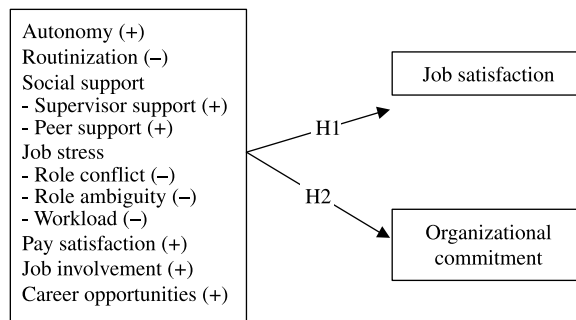 Autonomy (+)
Routinization (–)
Social support
- Supervisor support (+)
- Peer support (+)
Job stress
- Role conflict (–)
- Role ambiguity (–)
- Workload (–)
Pay satisfaction (+)
Job involvement (+)
Career opportunities (+)
H1
H2
Job satisfaction
Organizational
commitment